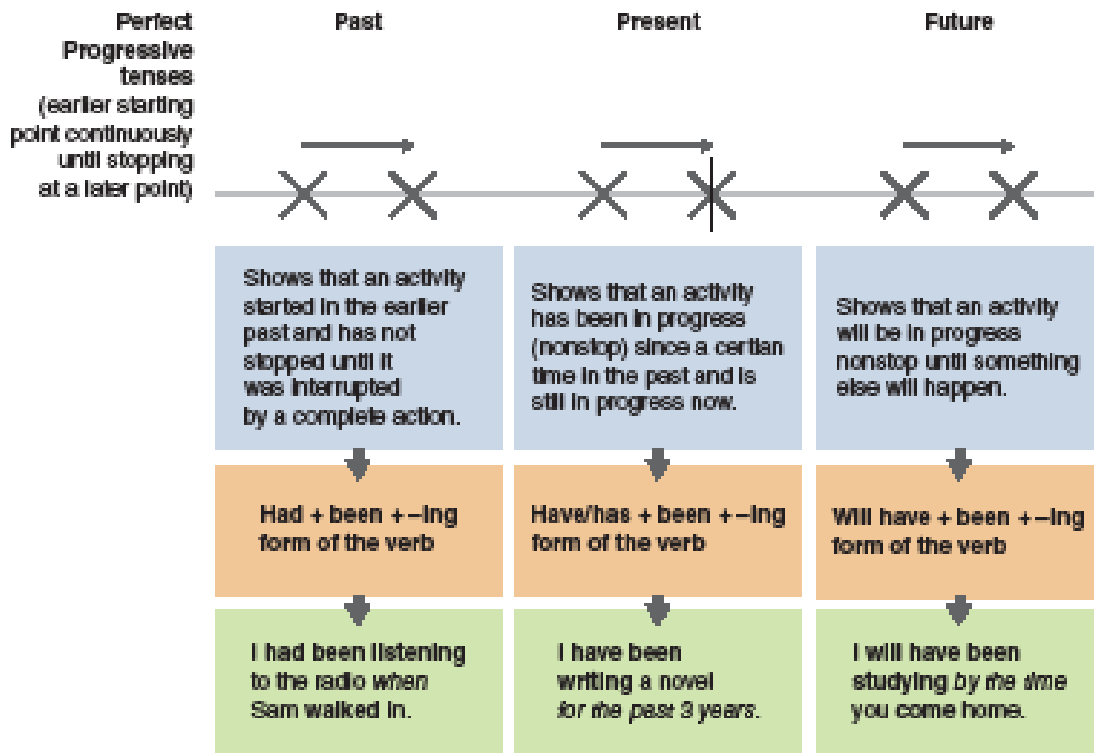 Perfect
Progressive
tenses
(earlier starting
point continuously
until stopping
at a later point)
Past
Present
Future
Shows that an activity
started in the earlier
past and has not
stopped until it
was interrupted
by a complete action.
Shows that an activity
has been in progress
(nonstop) since a certian
time in the past and is
still in progress now.
Shows that an activity
will be in progress
nonstop until something
else will happen.
Had + been + –ing
form of the verb
Have/has + been + –ing
form of the verb
Will have + been + –ing
form of the verb
I had been listening
to the radio when
Sam walked in.
I have been
writing a novel
for the past 3 years.
I will have been
studying by the time
you come home.